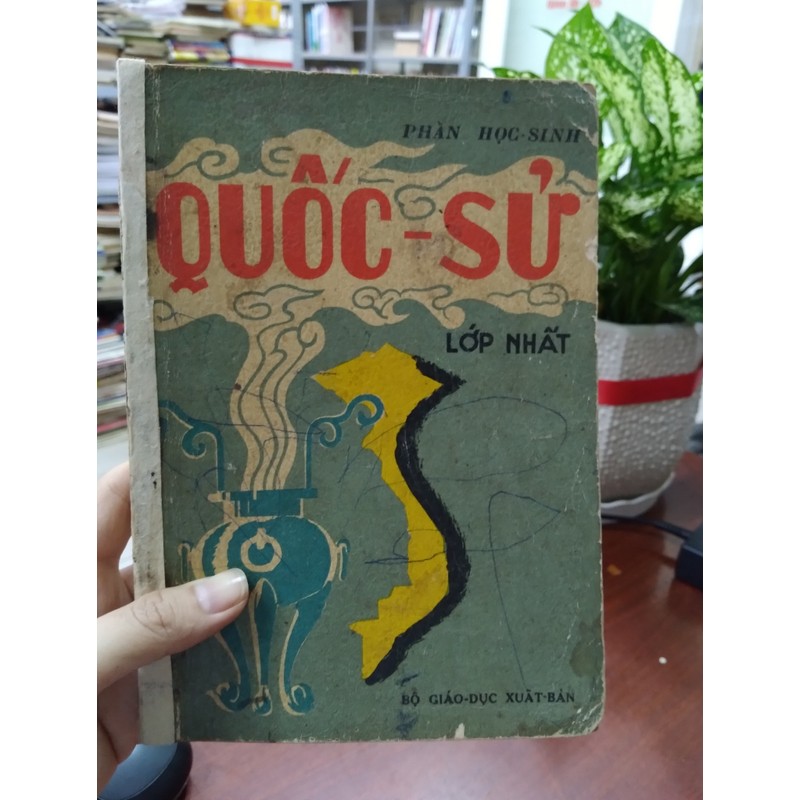 PHẦN HỌC-SINH
QUỐC-SỬ
LỚP NHẤT
BỘ GIÁO-DỤC XUẤT-BẢN